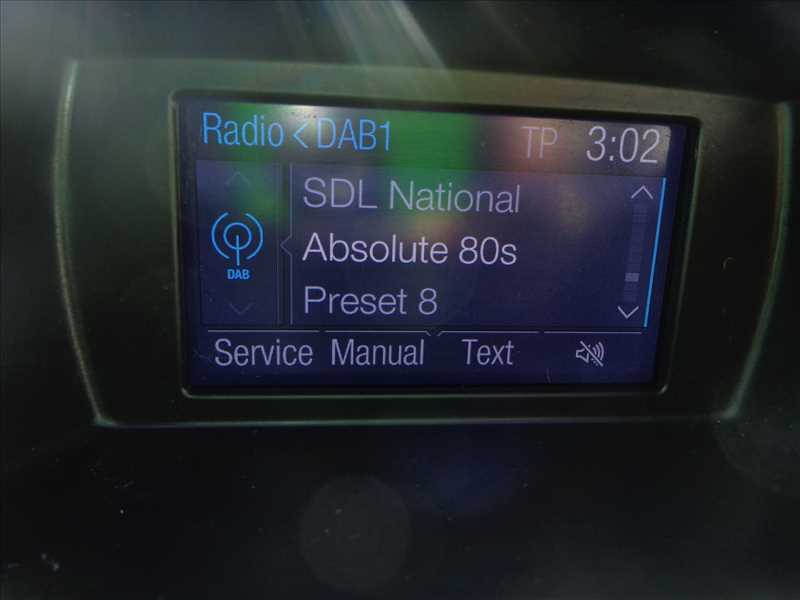 Radio < DAB1 TP 3:02
SDL National
Absolute 80s
DAB
Preset 8
Service Manual Text